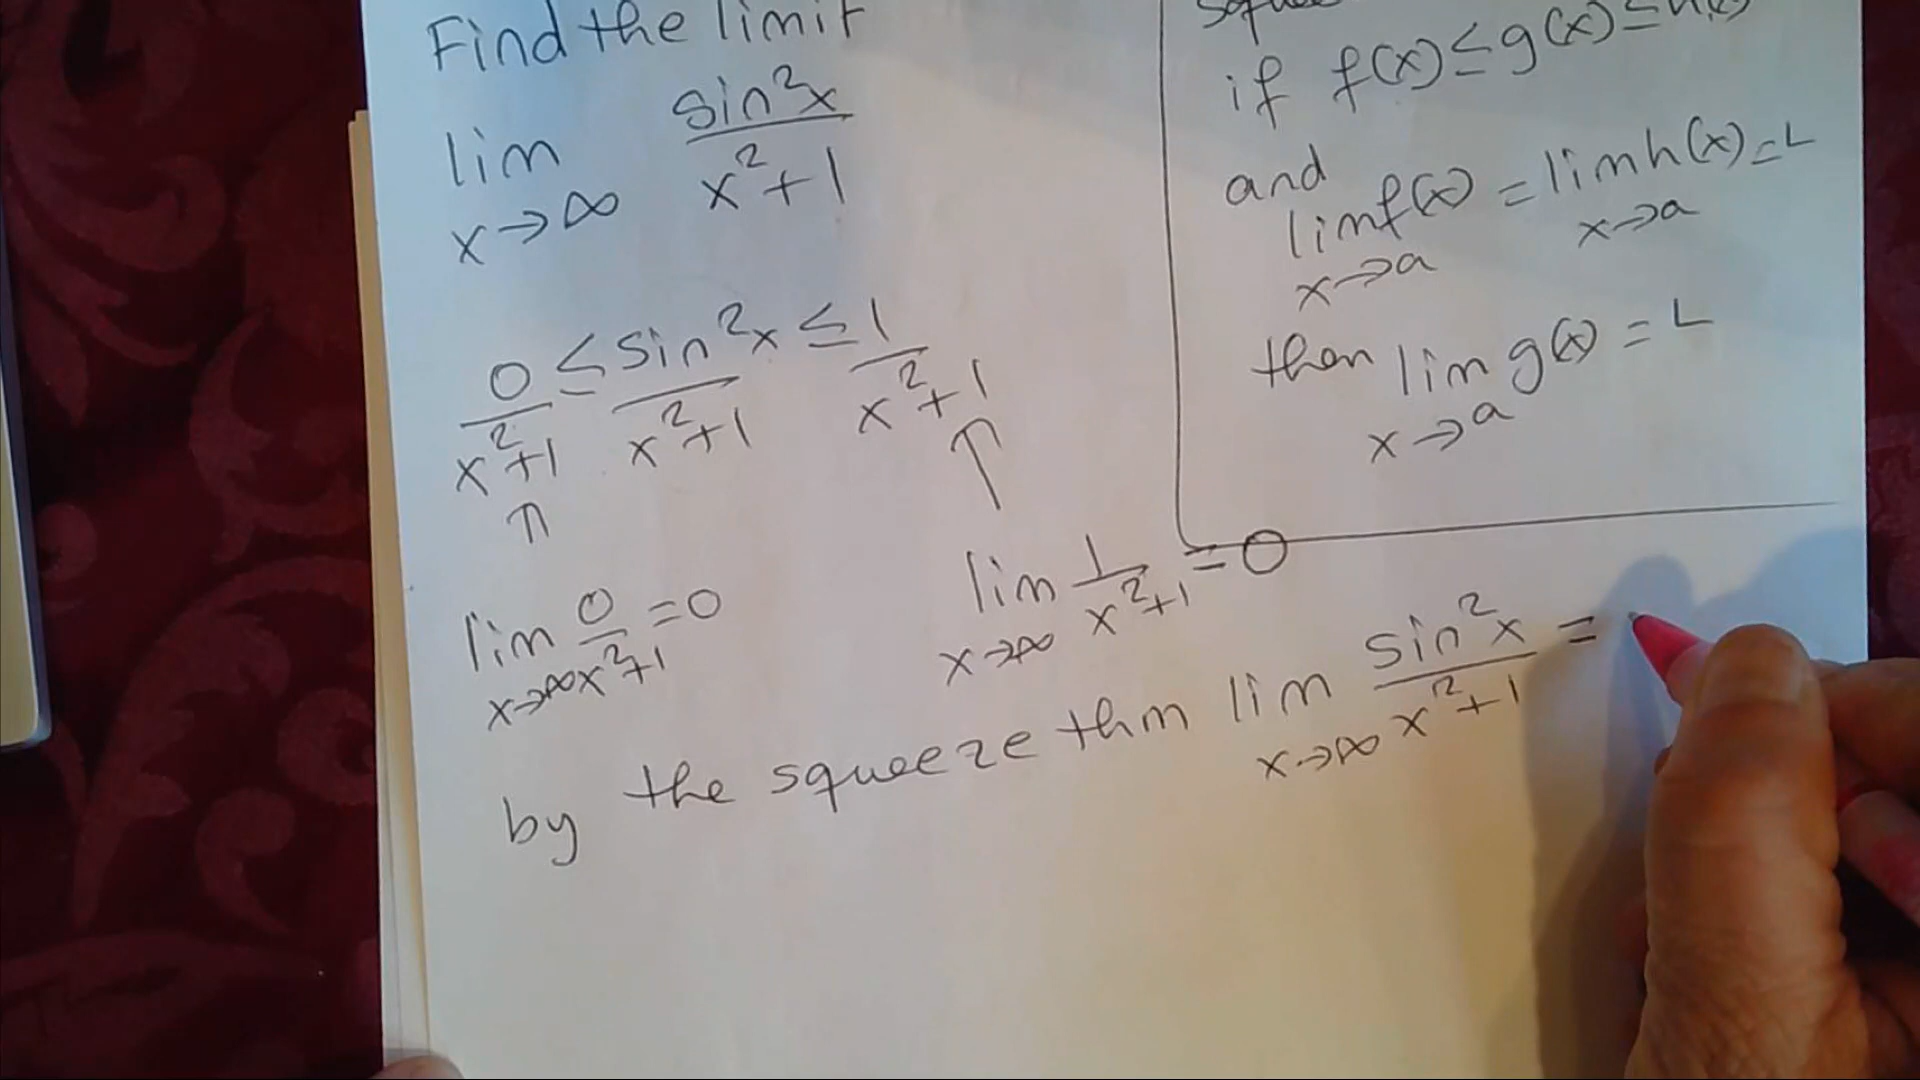 Find the limit
lim sin²x / x²+1
x→∞
0/x²+1 ≤ sin²x/x²+1 ≤ 1/x²+1
↑ ↑
lim 0/x²+1 = 0
x→∞
lim 1/x²+1 = 0
x→∞
by the squeeze thm lim sin²x/x²+1 =
x→∞
if f(x) ≤ g(x) ≤ h(x)
and
lim f(x) = lim h(x) = L
x→a x→a
then lim g(x) = L
x→a